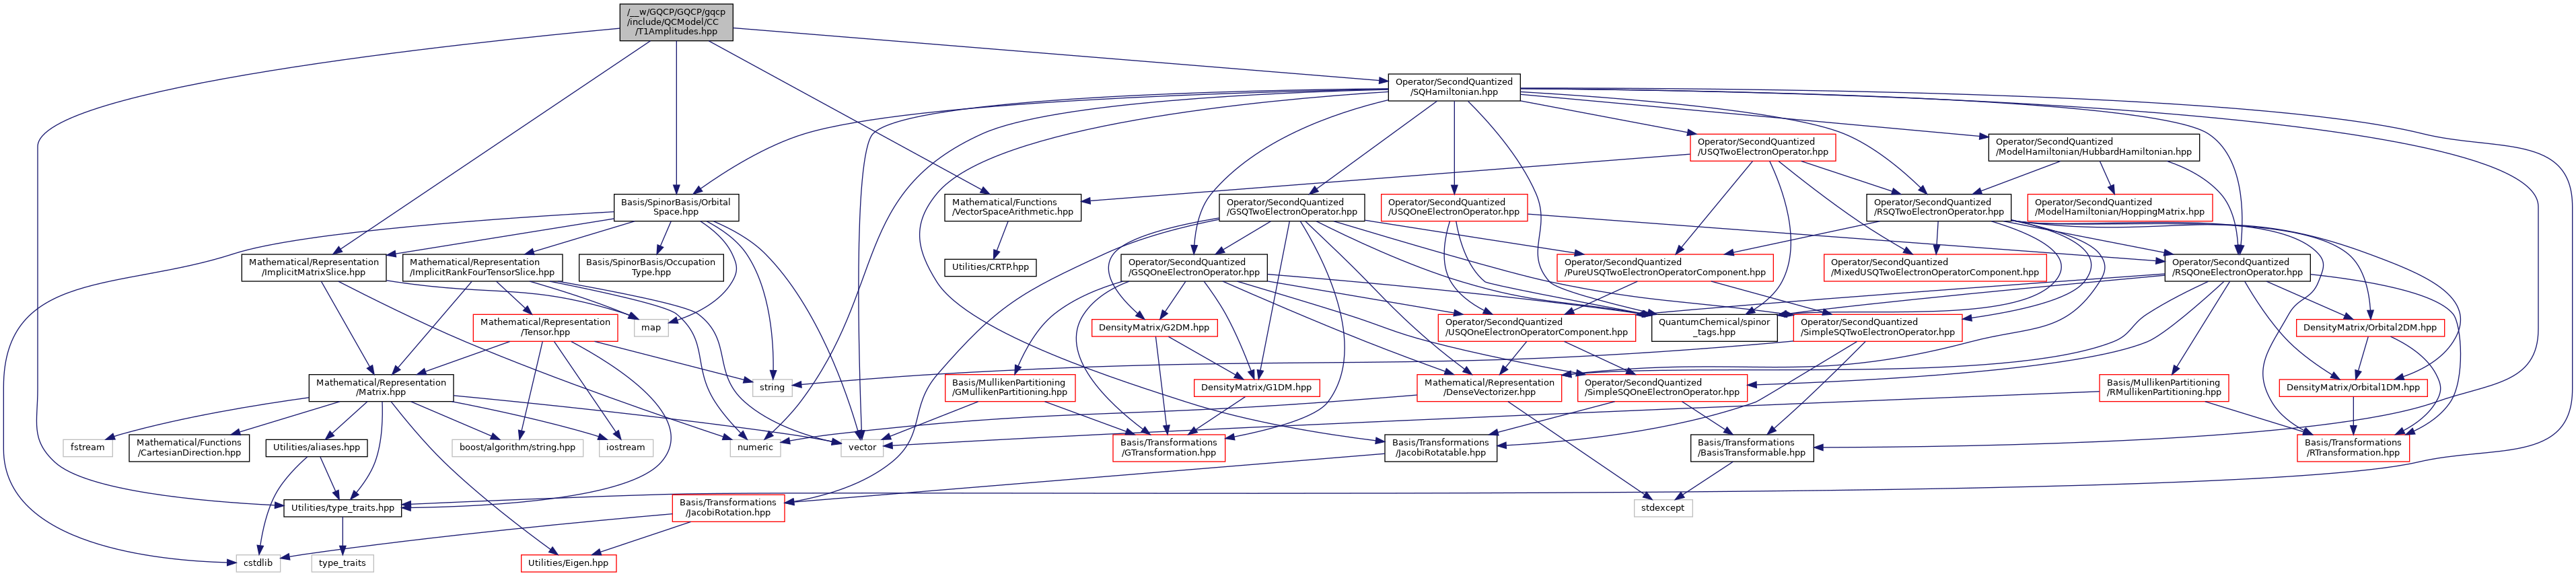 /__w/GQCP/GQCP/gqcp
/include/QCModel/CC
/T1Amplitudes.hpp
Operator/SecondQuantized
/SQHamiltonian.hpp
Operator/SecondQuantized
/USQTwoElectronOperator.hpp
Operator/SecondQuantized
/ModelHamiltonian/HubbardHamiltonian.hpp
Basis/SpinorBasis/Orbital
Space.hpp
Mathematical/Functions
/VectorSpaceArithmetic.hpp
Operator/SecondQuantized
/GSQTwoElectronOperator.hpp
Operator/SecondQuantized
/USQOneElectronOperator.hpp
Operator/SecondQuantized
/RSQTwoElectronOperator.hpp
Operator/SecondQuantized
/ModelHamiltonian/HoppingMatrix.hpp
Mathematical/Representation
/ImplicitMatrixSlice.hpp
Mathematical/Representation
/ImplicitRankFourTensorSlice.hpp
Basis/SpinorBasis/Occupation
Type.hpp
Utilities/CRTP.hpp
Operator/SecondQuantized
/GSQOneElectronOperator.hpp
Operator/SecondQuantized
/PureUSQTwoElectronOperatorComponent.hpp
Operator/SecondQuantized
/MixedUSQTwoElectronOperatorComponent.hpp
Operator/SecondQuantized
/RSQOneElectronOperator.hpp
Mathematical/Representation
/Tensor.hpp
map
DensityMatrix/G2DM.hpp
Operator/SecondQuantized
/USQOneElectronOperatorComponent.hpp
QuantumChemical/spinor
_tags.hpp
Operator/SecondQuantized
/SimpleSQTwoElectronOperator.hpp
DensityMatrix/Orbital2DM.hpp
Mathematical/Representation
/Matrix.hpp
string
Basis/MullikenPartitioning
/GMullikenPartitioning.hpp
DensityMatrix/G1DM.hpp
Mathematical/Representation
/DenseVectorizer.hpp
Operator/SecondQuantized
/SimpleSQOneElectronOperator.hpp
Basis/MullikenPartitioning
/RMullikenPartitioning.hpp
DensityMatrix/Orbital1DM.hpp
fstream
Mathematical/Functions
/CartesianDirection.hpp
Utilities/aliases.hpp
boost/algorithm/string.hpp
iostream
numeric
vector
Basis/Transformations
/GTransformation.hpp
Basis/Transformations
/JacobiRotatable.hpp
Basis/Transformations
/BasisTransformable.hpp
Basis/Transformations
/RTransformation.hpp
Utilities/type_traits.hpp
Basis/Transformations
/JacobiRotation.hpp
stdexcept
cstdlib
type_traits
Utilities/Eigen.hpp